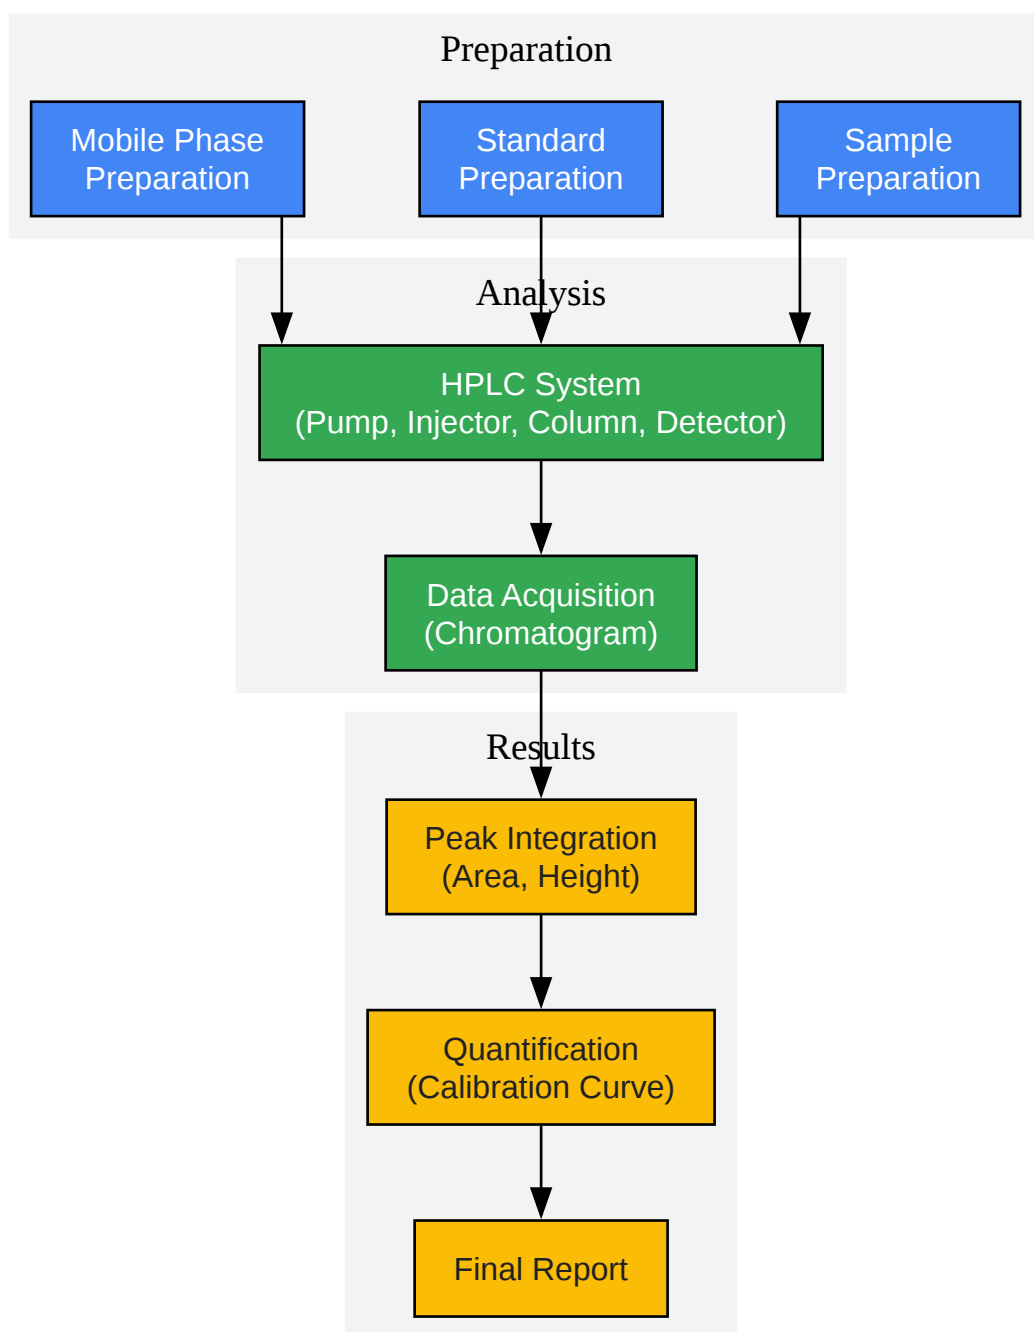 Preparation
Mobile Phase
Preparation
Standard
Preparation
Sample
Preparation
Analysis
HPLC System
(Pump, Injector, Column, Detector)
Data Acquisition
(Chromatogram)
Results
Peak Integration
(Area, Height)
Quantification
(Calibration Curve)
Final Report